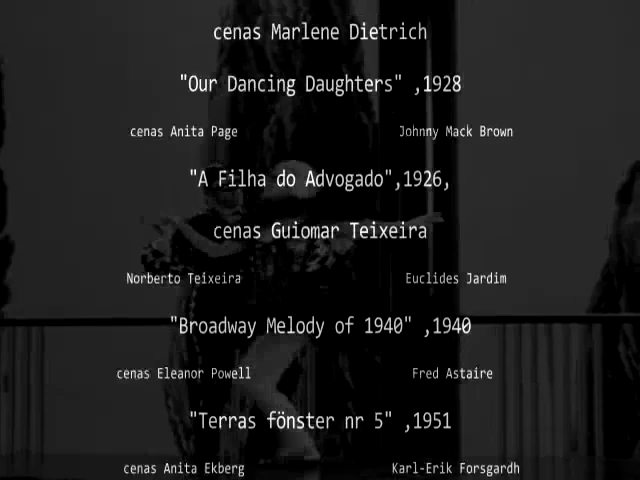 cenas Marlene Dietrich
"Our Dancing Daughters" ,1928
cenas Anita Page Johnny Mack Brown
"A Filha do Advogado",1926,
cenas Guiomar Teixeira
Norberto Teixeira Euclides Jardim
"Broadway Melody of 1940" ,1940
cenas Eleanor Powell Fred Astaire
"Terras fönster nr 5" ,1951
cenas Anita Ekberg Karl-Erik Forsgardh